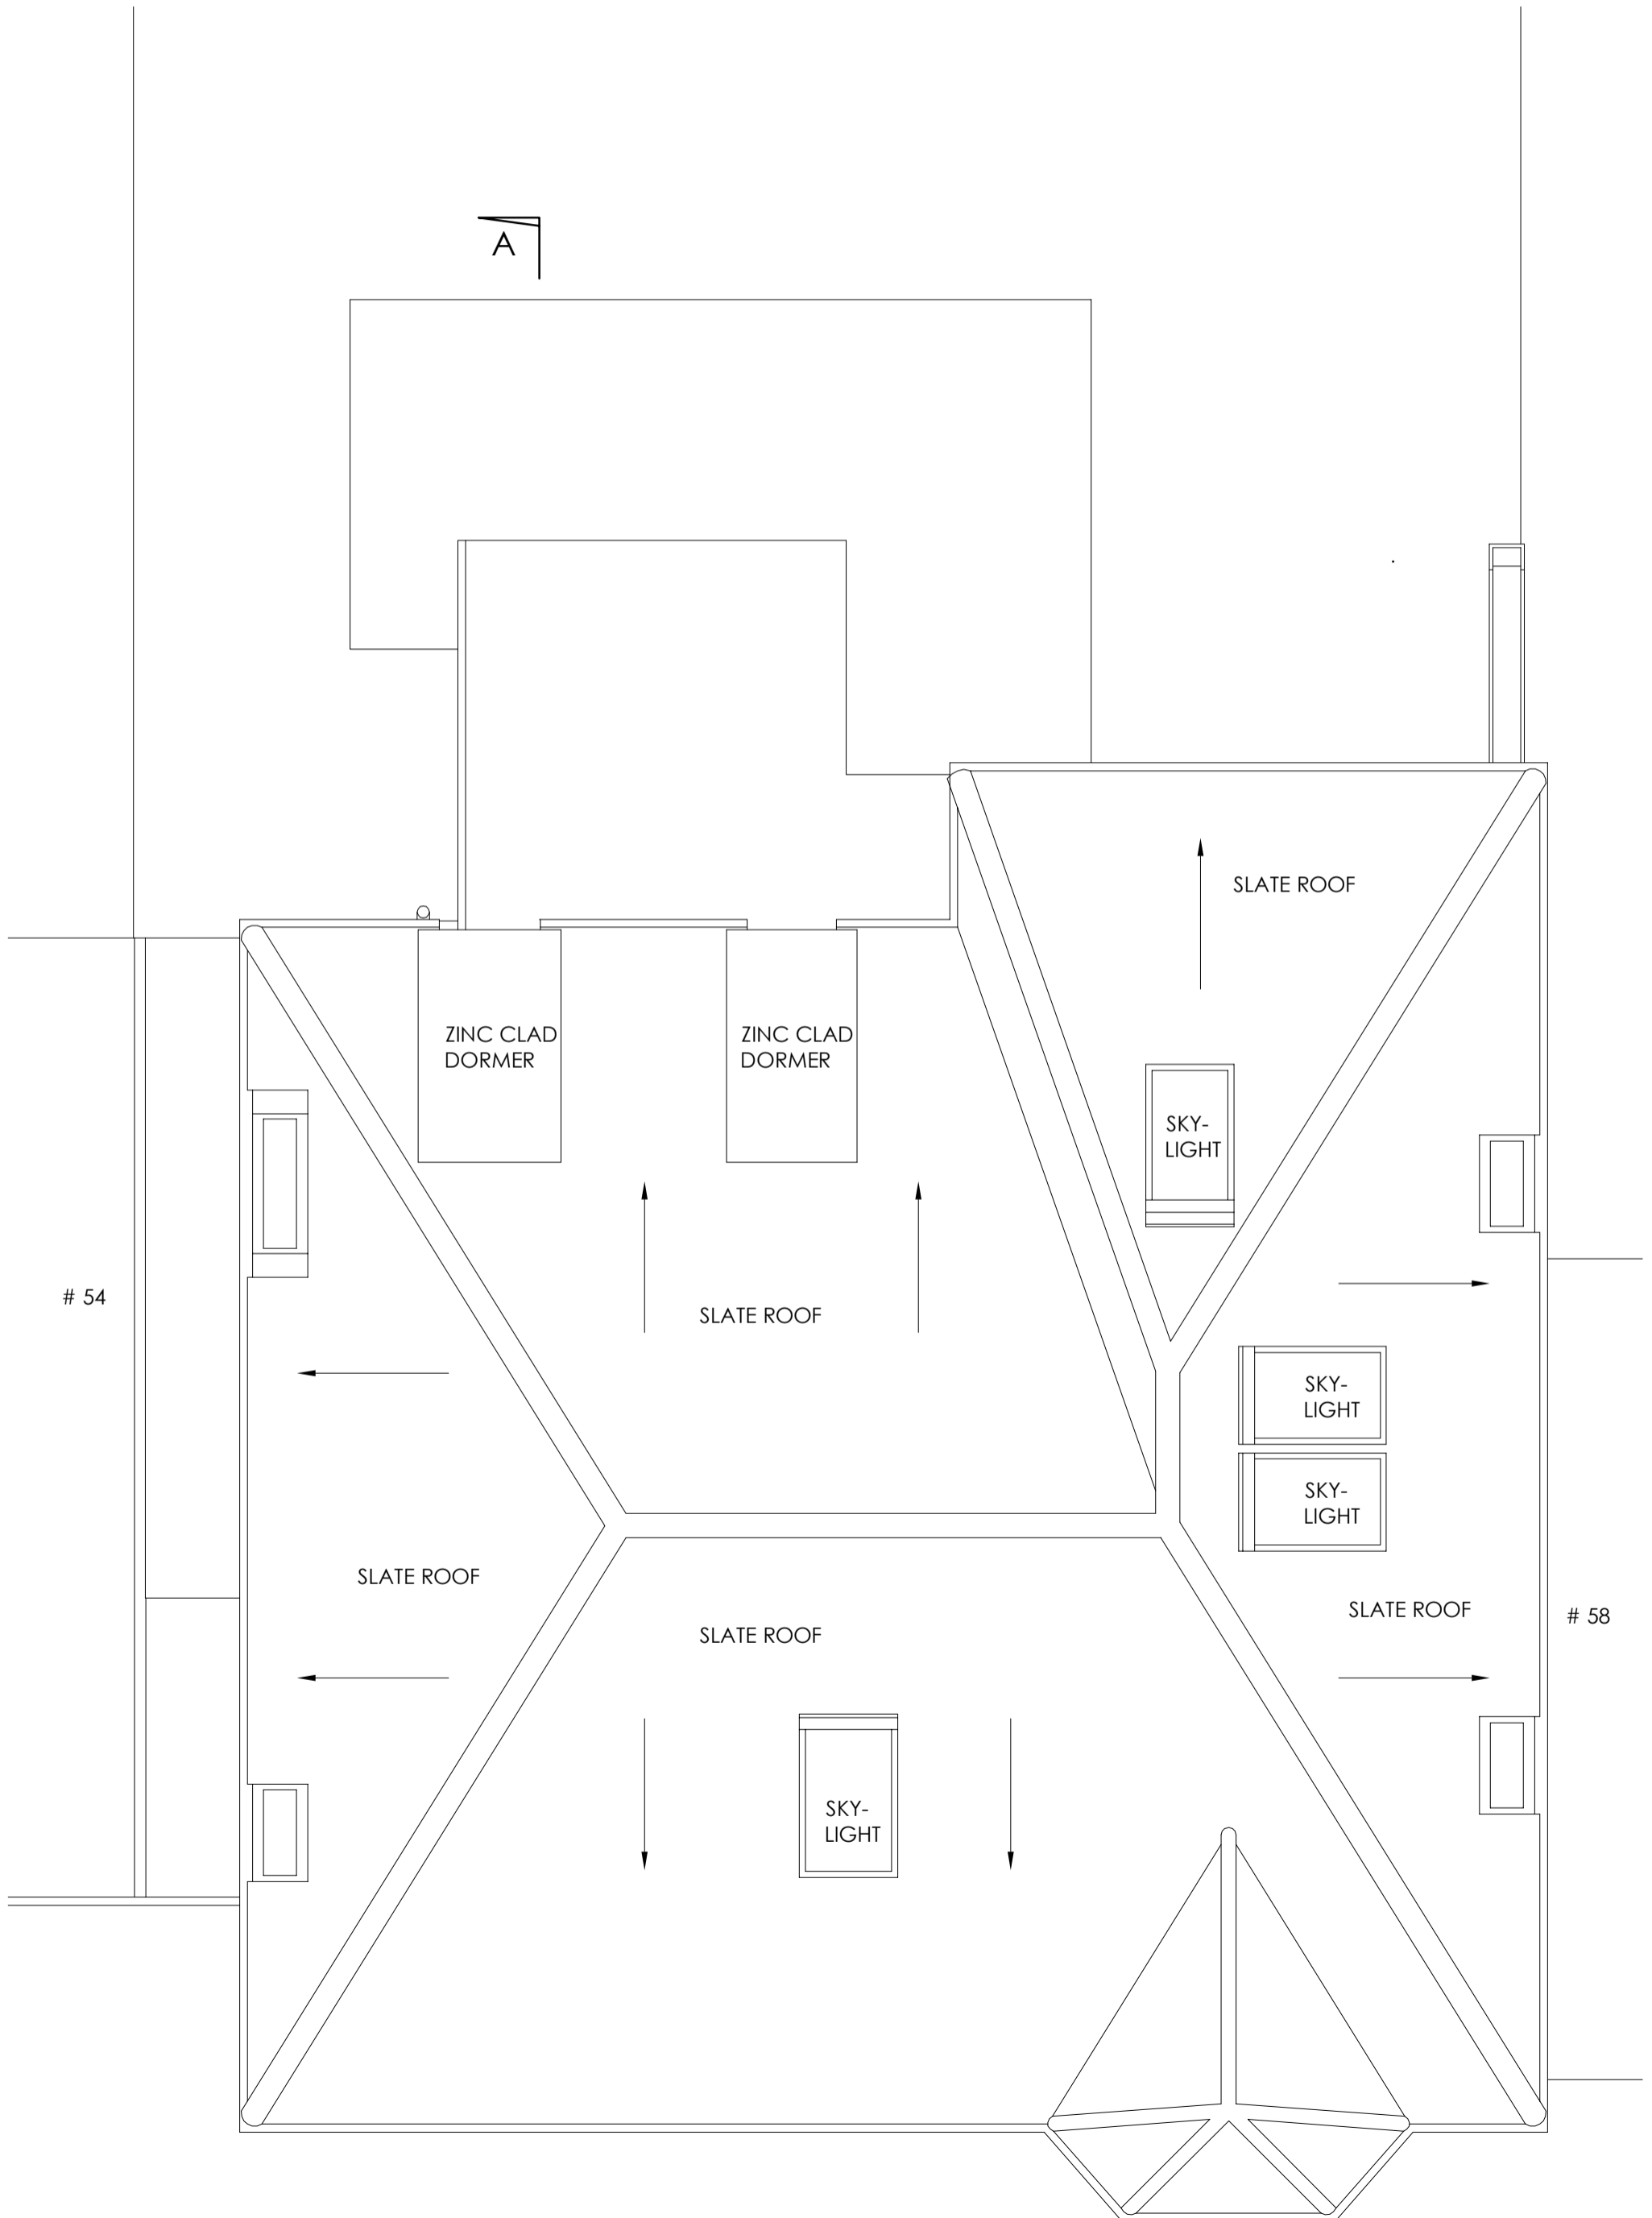 A
SLATE ROOF
ZINC CLAD
DORMER
ZINC CLAD
DORMER
SKY-
LIGHT
# 54
SLATE ROOF
SKY-
LIGHT
SKY-
LIGHT
SLATE ROOF
SLATE ROOF
# 58
SLATE ROOF
SKY-
LIGHT